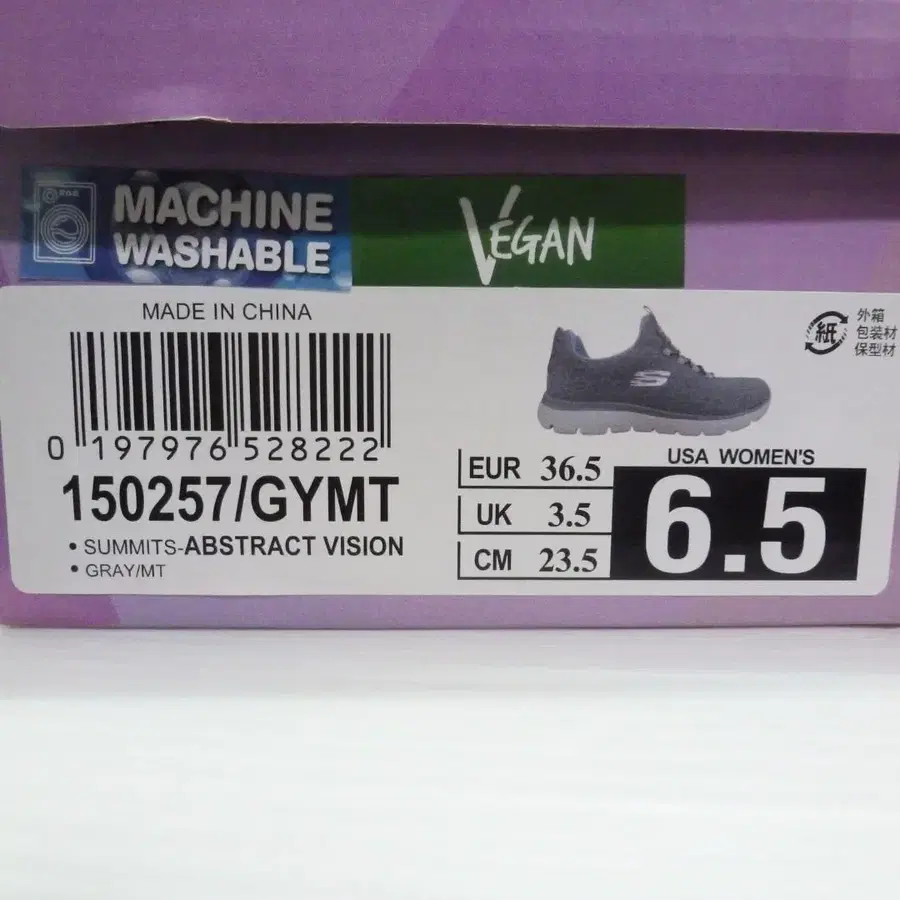 MACHINE
WASHABLE
VEGAN
MADE IN CHINA
0 197976 528222
150257/GYMT
• SUMMITS-ABSTRACT VISION
• GRAY/MT
紙
外箱
包装材
保型材
USA WOMEN'S
6.5
EUR 36.5
UK 3.5
CM 23.5